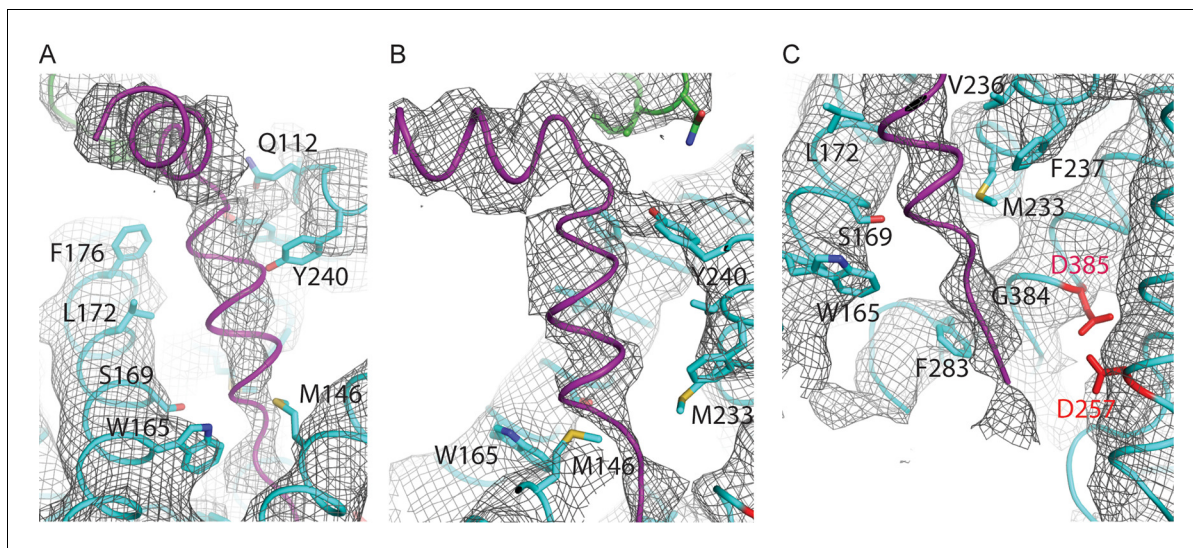 A
Q112
F176
Y240
L172
S169
M146
W165
B
Y240
M233
W165
M146
C
V236
L172
F237
M233
S169
D385
G384
W165
F283
D257